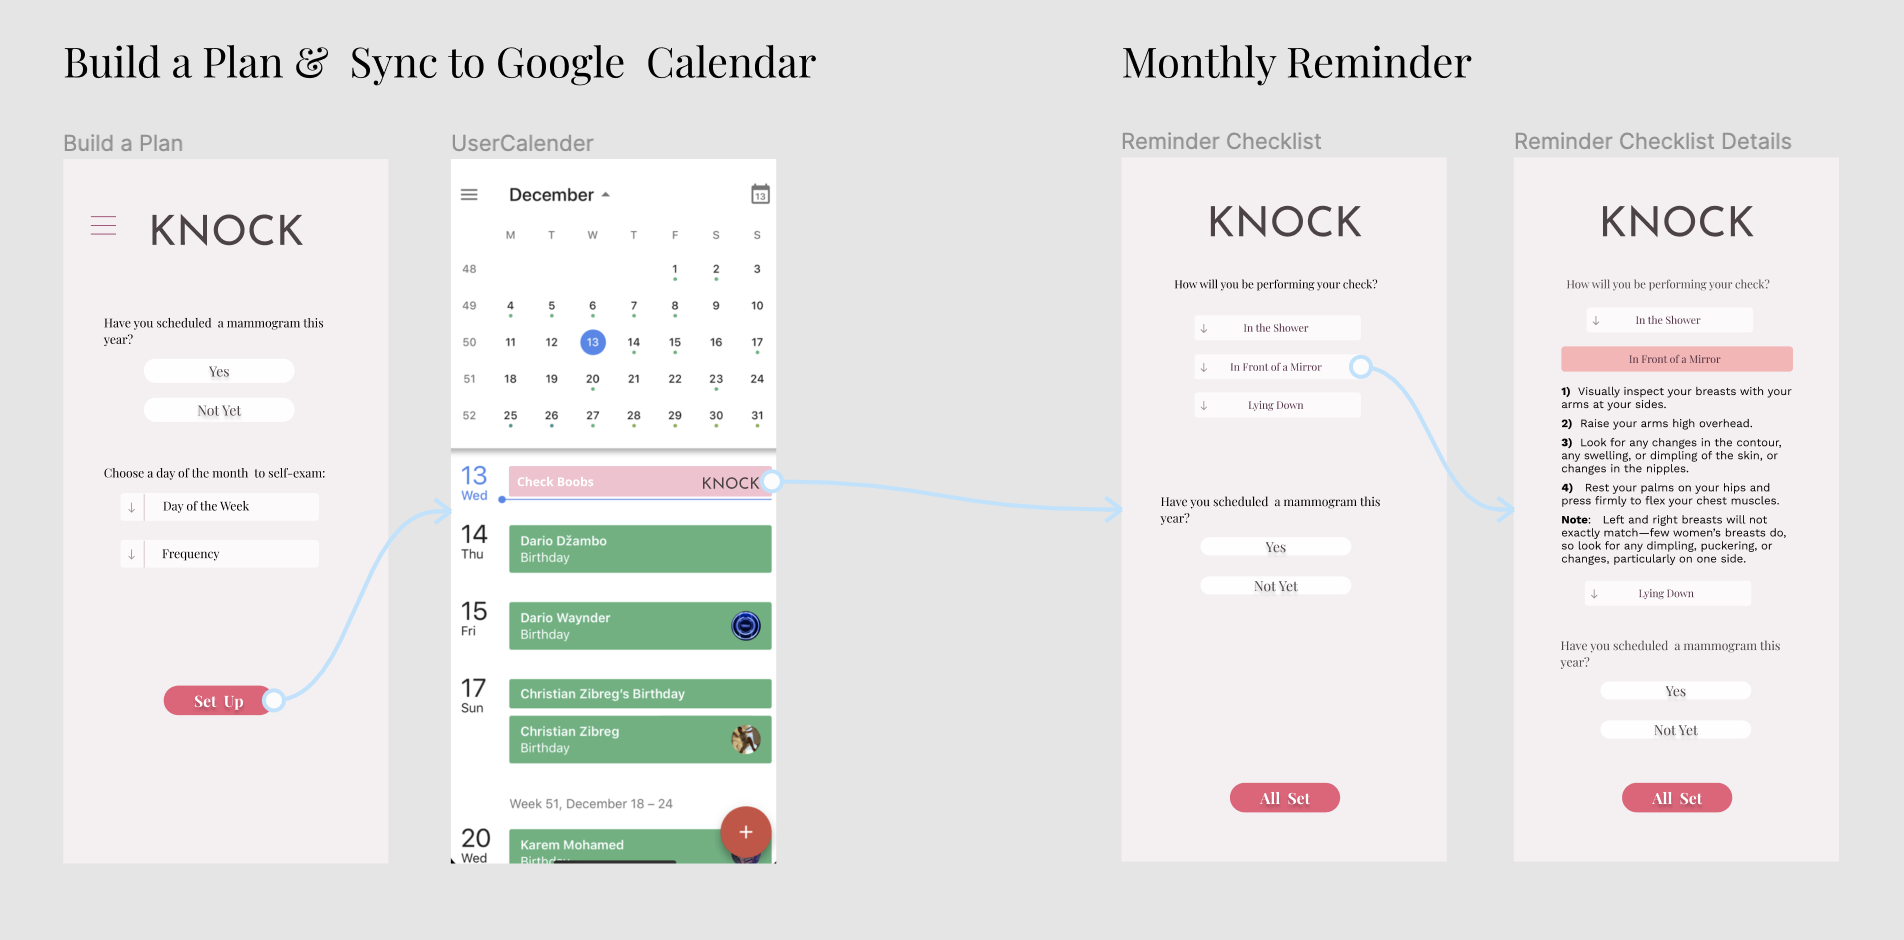 Build a Plan & Sync to Google Calendar
Monthly Reminder
Build a Plan
KNOCK
Have you scheduled a mammogram this
year?
Yes
Not Yet
Choose a day of the month to self-exam:
↓ Day of the Week
↓ Frequency
Set Up
UserCalender
December
13
M T W T F S S
48 1 2 3
49 4 5 6 7 8 9 10
50 11 12 13 14 15 16 17
51 18 19 20 21 22 23 24
52 25 26 27 28 29 30 31
13
Wed
Check Boobs KNOCK
14
Thu
Dario Džambo
Birthday
15
Fri
Dario Waynder
Birthday
17
Sun
Christian Zibreg's Birthday
Christian Zibreg
Birthday
Week 51, December 18 – 24
+
20
Wed
Karem Mohamed
Birthday
Reminder Checklist
KNOCK
How will you be performing your check?
↓ In the Shower
↓ In Front of a Mirror
↓ Lying Down
Have you scheduled a mammogram this
year?
Yes
Not Yet
All Set
Reminder Checklist Details
KNOCK
How will you be performing your check?
↓ In the Shower
In Front of a Mirror
1) Visually inspect your breasts with your
arms at your sides.
2) Raise your arms high overhead.
3) Look for any changes in the contour,
any swelling, or dimpling of the skin, or
changes in the nipples.
4) Rest your palms on your hips and
press firmly to flex your chest muscles.
Note: Left and right breasts will not
exactly match—few women's breasts do,
so look for any dimpling, puckering, or
changes, particularly on one side.
↓ Lying Down
Have you scheduled a mammogram this
year?
Yes
Not Yet
All Set